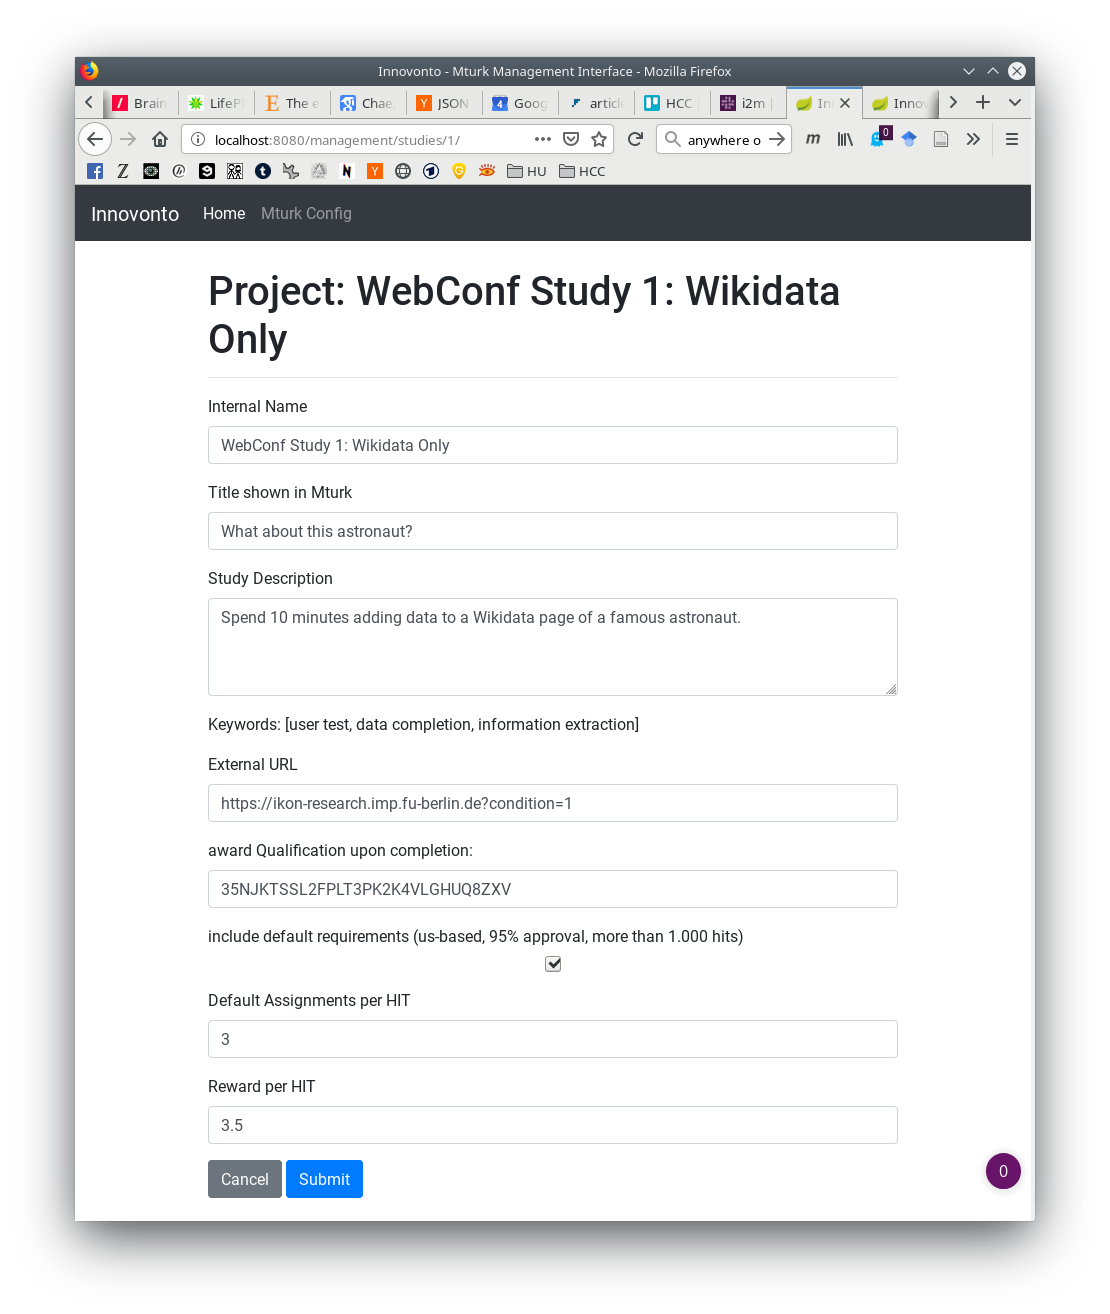 Innovonto - Mturk Management Interface - Mozilla Firefox
Brain LifeP The e Chae, JSON Goog article HCC i2m | In Innov
localhost:8080/management/studies/1/ anywhere o m 0
HU HCC
Innovonto Home Mturk Config
Project: WebConf Study 1: Wikidata
Only
Internal Name
WebConf Study 1: Wikidata Only
Title shown in Mturk
What about this astronaut?
Study Description
Spend 10 minutes adding data to a Wikidata page of a famous astronaut.
Keywords: [user test, data completion, information extraction]
External URL
https://ikon-research.imp.fu-berlin.de?condition=1
award Qualification upon completion:
35NJKTSSL2FPLT3PK2K4VLGHUQ8ZXV
include default requirements (us-based, 95% approval, more than 1.000 hits)
Default Assignments per HIT
3
Reward per HIT
3.5
Cancel Submit
0